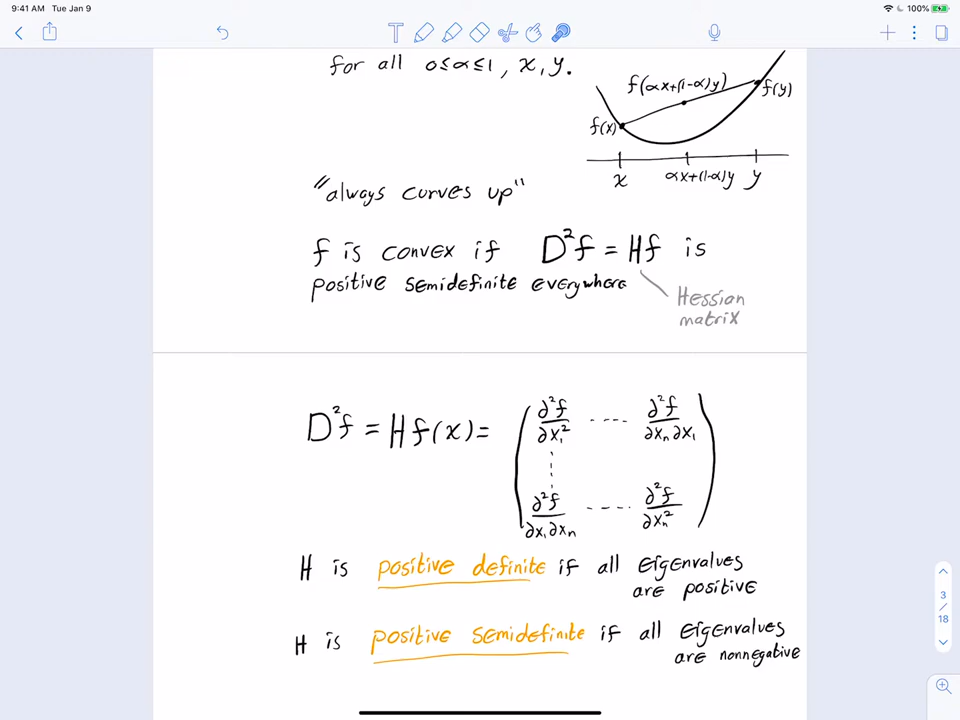 9:41 AM Tue Jan 9
100%
for all 0≤α≤1, x, y.
f(αx+(1-α)y)
f(y)
f(x)
x αx+(1-α)y y
"always curves up"
f is convex if D²f = Hf is
positive semidefinite everywhere
Hessian
matrix
D²f = Hf(x) =
∂²f/∂x₁² ---- ∂²f/∂xₙ∂x₁
∂²f/∂x₁∂xₙ ---- ∂²f/∂xₙ²
H is positive definite if all eigenvalues
are positive
H is positive semidefinite if all eigenvalues
are nonnegative
3
/
18